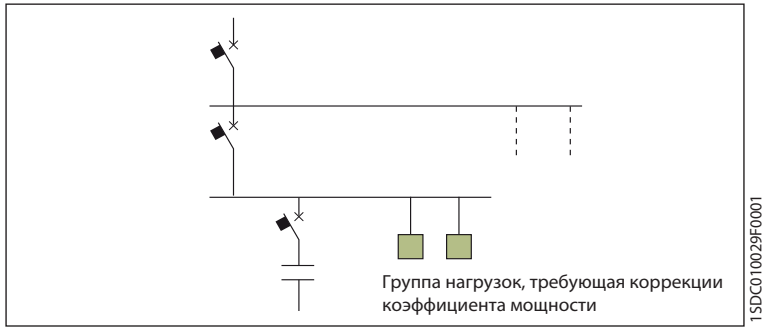 Группа нагрузок, требующая коррекции
коэффициента мощности
1SDC010029F0001